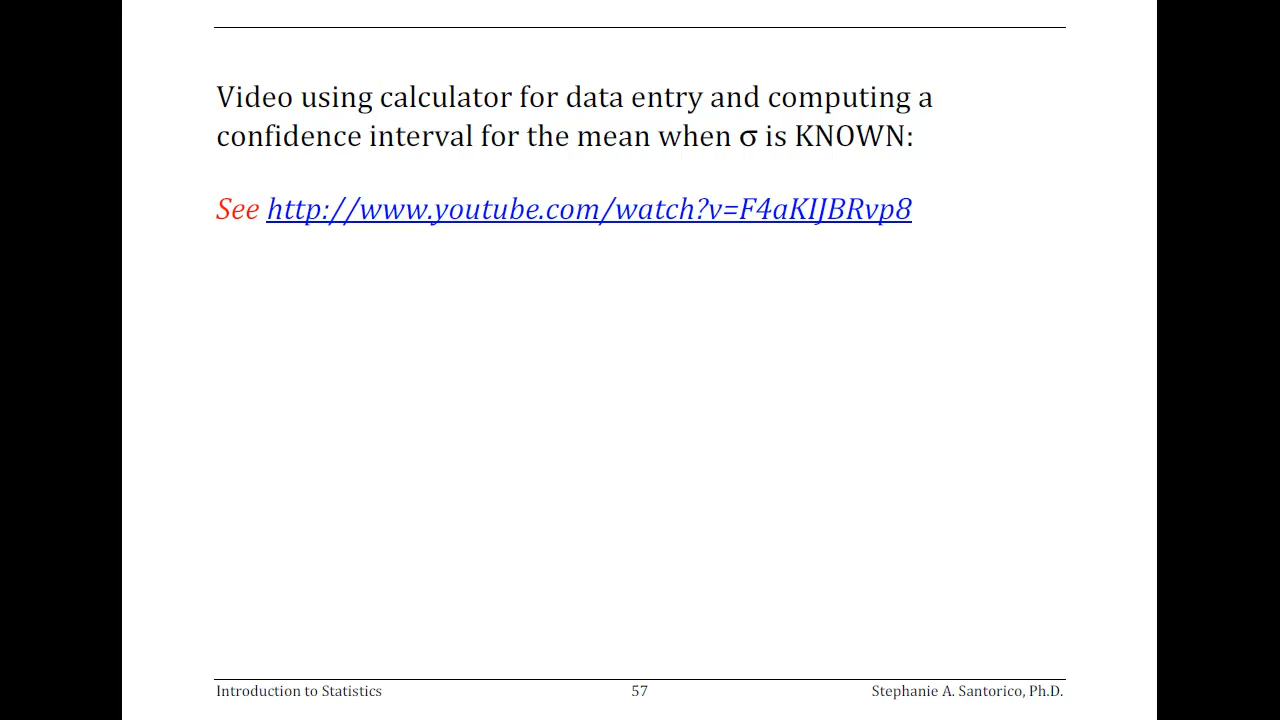 Video using calculator for data entry and computing a
confidence interval for the mean when σ is KNOWN:
See http://www.youtube.com/watch?v=F4aKIJBRvp8
Introduction to Statistics 57 Stephanie A. Santorico, Ph.D.